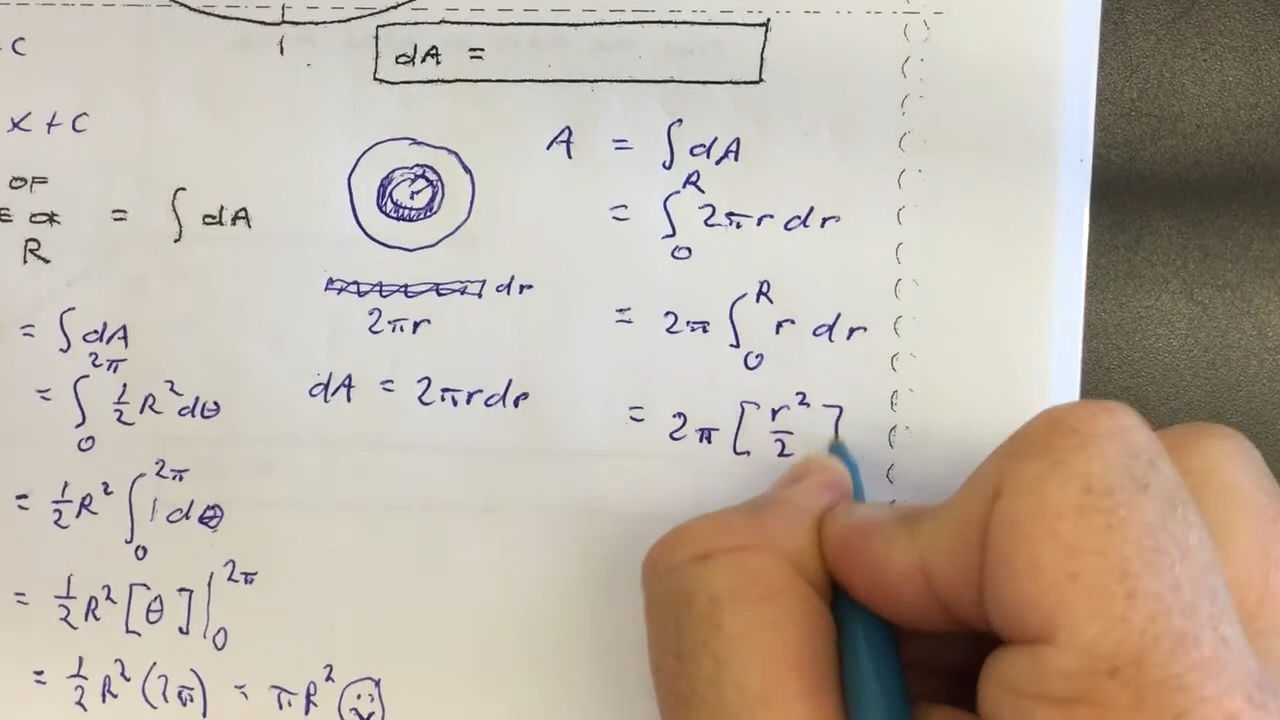 c
1
dA =
x + c
OF
R
= ∫ dA
= ∫ dA
= ∫₀^2π ½ R² dθ
= ½ R² ∫₀^2π 1 dθ
= ½ R² [θ] |₀^2π
= ½ R² (2π) = πR²
dr
2πr
dA = 2πr dr
A = ∫ dA
= ∫₀^R 2πr dr
= 2π ∫₀^R r dr
= 2π [r²/2]